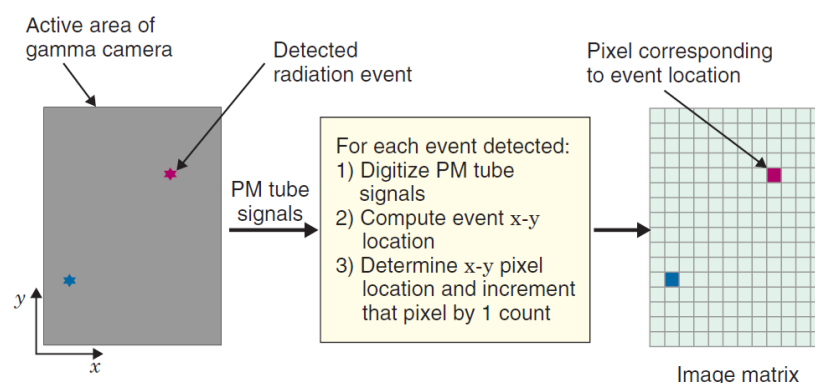 Active area of
gamma camera
Detected
radiation event
Pixel corresponding
to event location
PM tube
signals
For each event detected:
1) Digitize PM tube
signals
2) Compute event x-y
location
3) Determine x-y pixel
location and increment
that pixel by 1 count
y
x
Image matrix